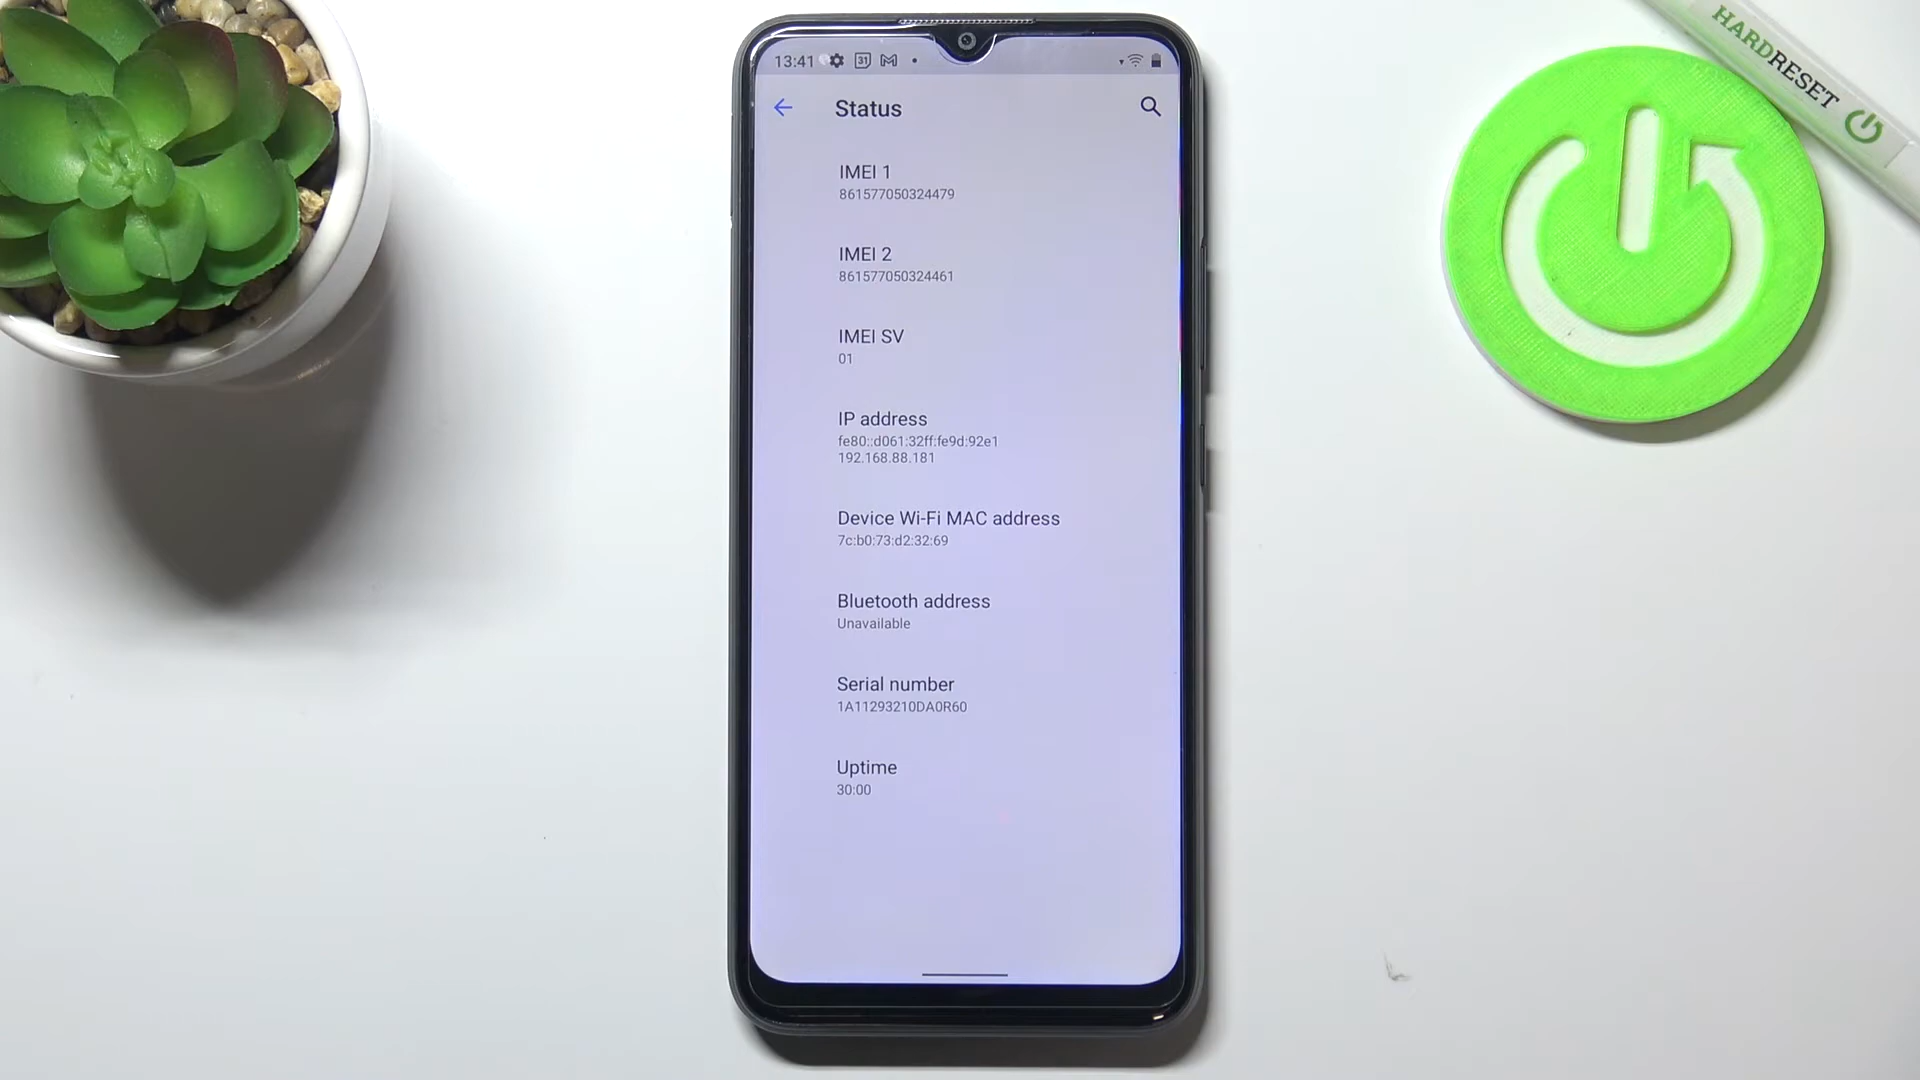 13:41 31
Status
IMEI 1
861577050324479
IMEI 2
861577050324461
IMEI SV
01
IP address
fe80::d061:32ff:fe9d:92e1
192.168.88.181
Device Wi-Fi MAC address
7c:b0:73:d2:32:69
Bluetooth address
Unavailable
Serial number
1A11293210DA0R60
Uptime
30:00
HARDRESET